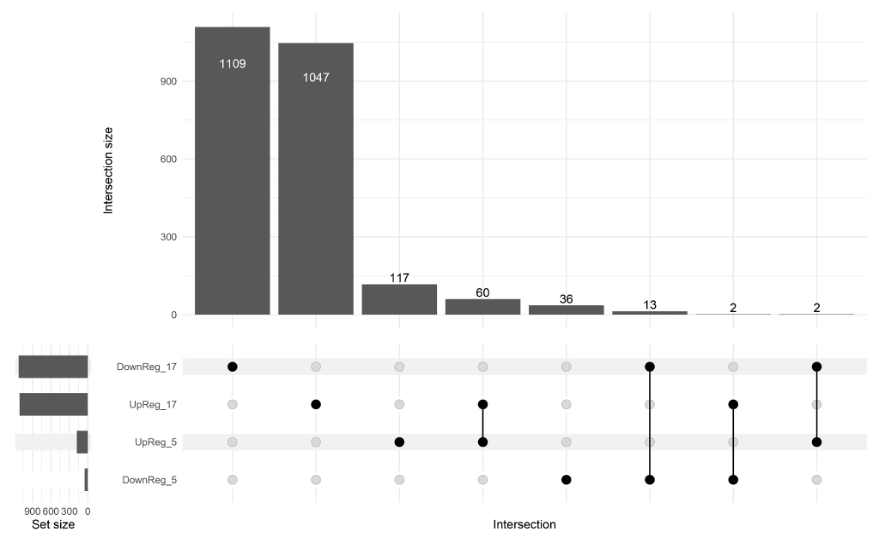 1109
1047
900
Intersection size
600
300
117
60
36
13
2
2
0
DownReg_17
UpReg_17
UpReg_5
DownReg_5
900 600 300 0
Set size
Intersection